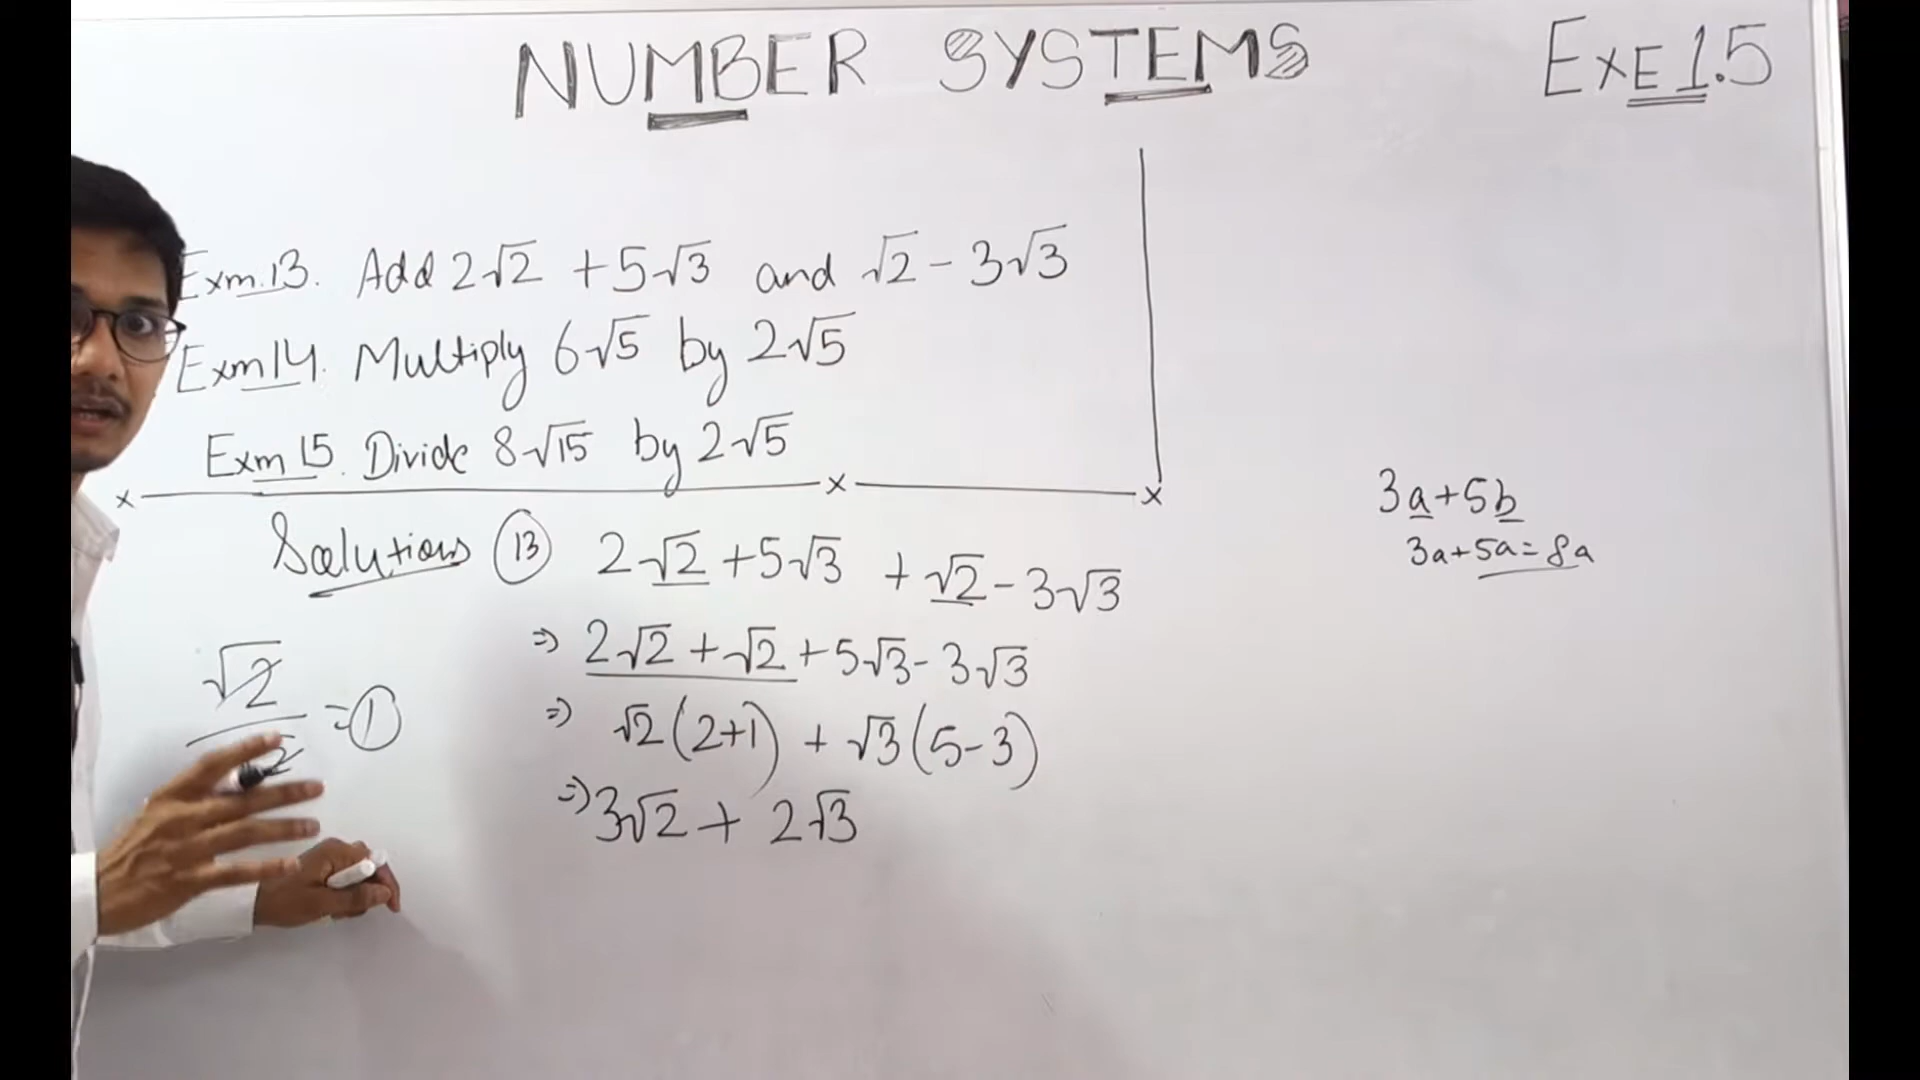 NUMBER SYSTEMS
EXE 1.5
Exm.13. Add 2√2 + 5√3 and √2 - 3√3
Exm14. Multiply 6√5 by 2√5
Exm 15. Divide 8√15 by 2√5
x x x
3a+5b
3a+5a=8a
Solutions (13) 2√2 + 5√3 + √2 - 3√3
⇒ 2√2 + √2 + 5√3 - 3√3
⇒ √2(2+1) + √3(5-3)
⇒ 3√2 + 2√3
√2
= 1